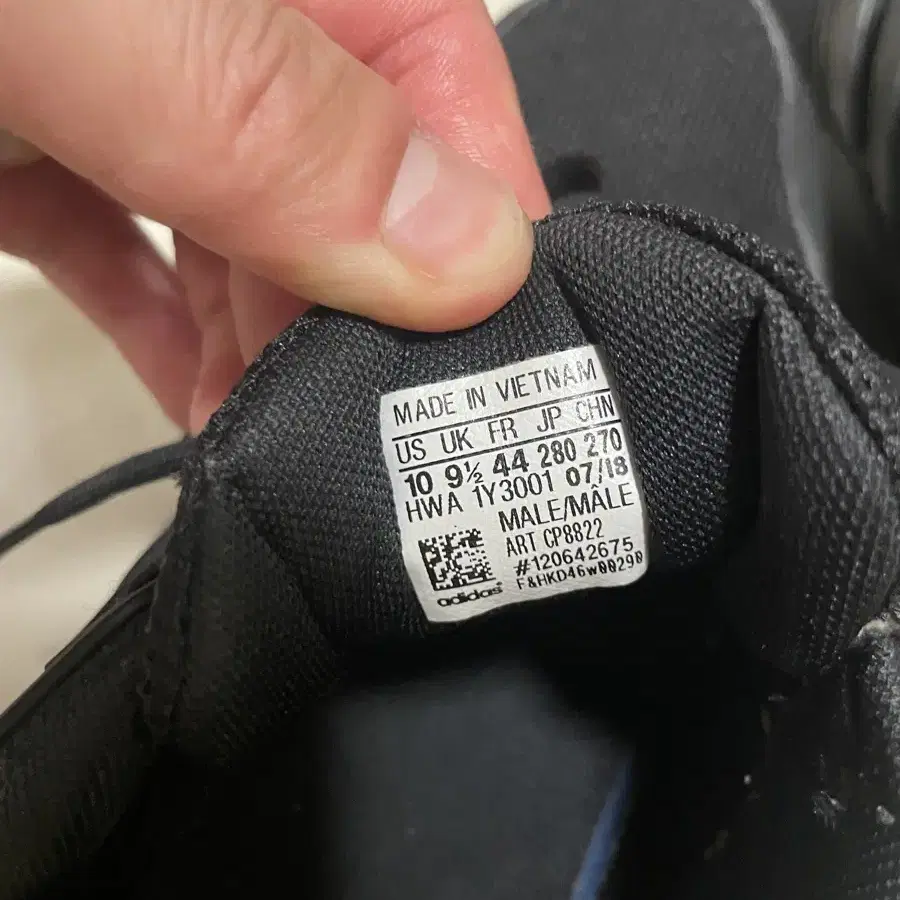 MADE IN VIETNAM
US UK FR JP CHN
10 9½ 44 280 270
HWA 1Y3001 07/18
MALE/MÂLE
ART CP8822
#120642675
F&HKD46w00290
adidas